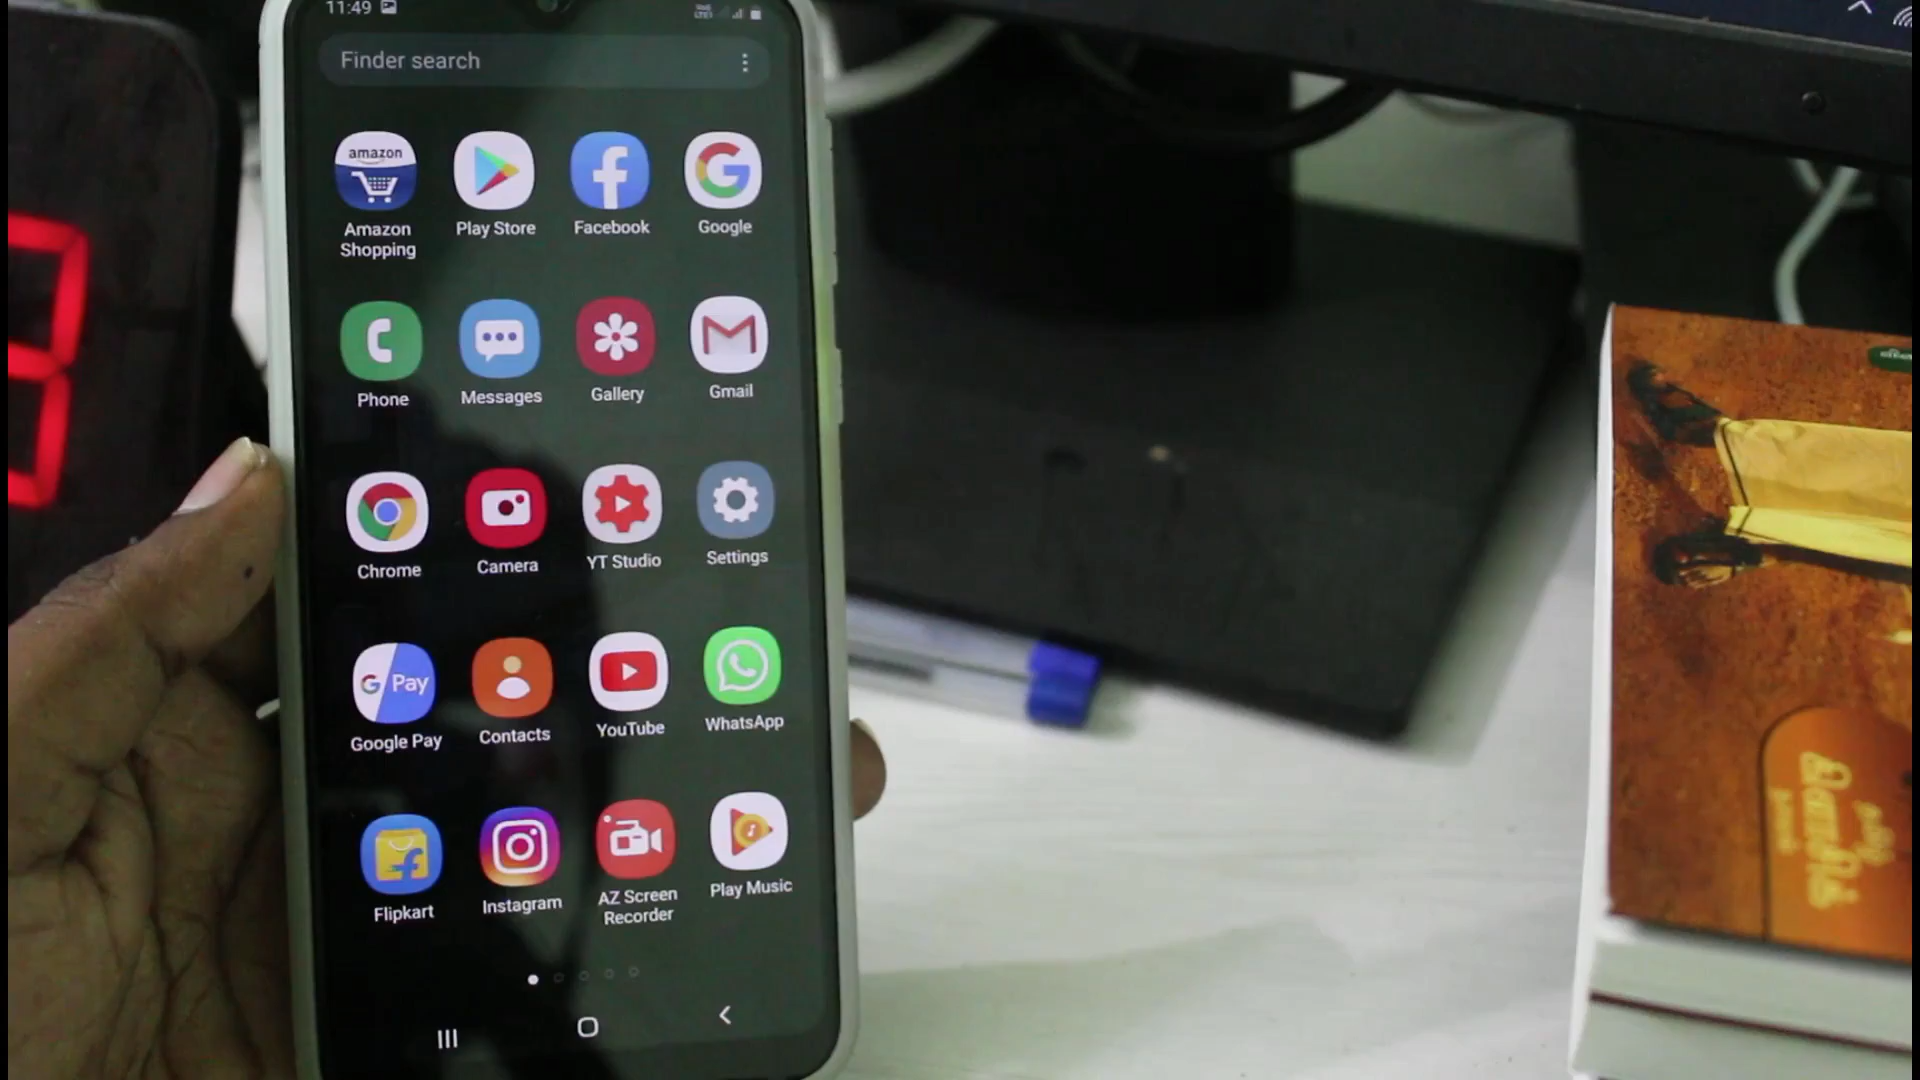 11:49
Finder search
amazon
Amazon Shopping
Play Store
Facebook
Google
Phone
Messages
Gallery
Gmail
Chrome
Camera
YT Studio
Settings
G Pay
Google Pay
Contacts
YouTube
WhatsApp
Flipkart
Instagram
AZ Screen Recorder
Play Music